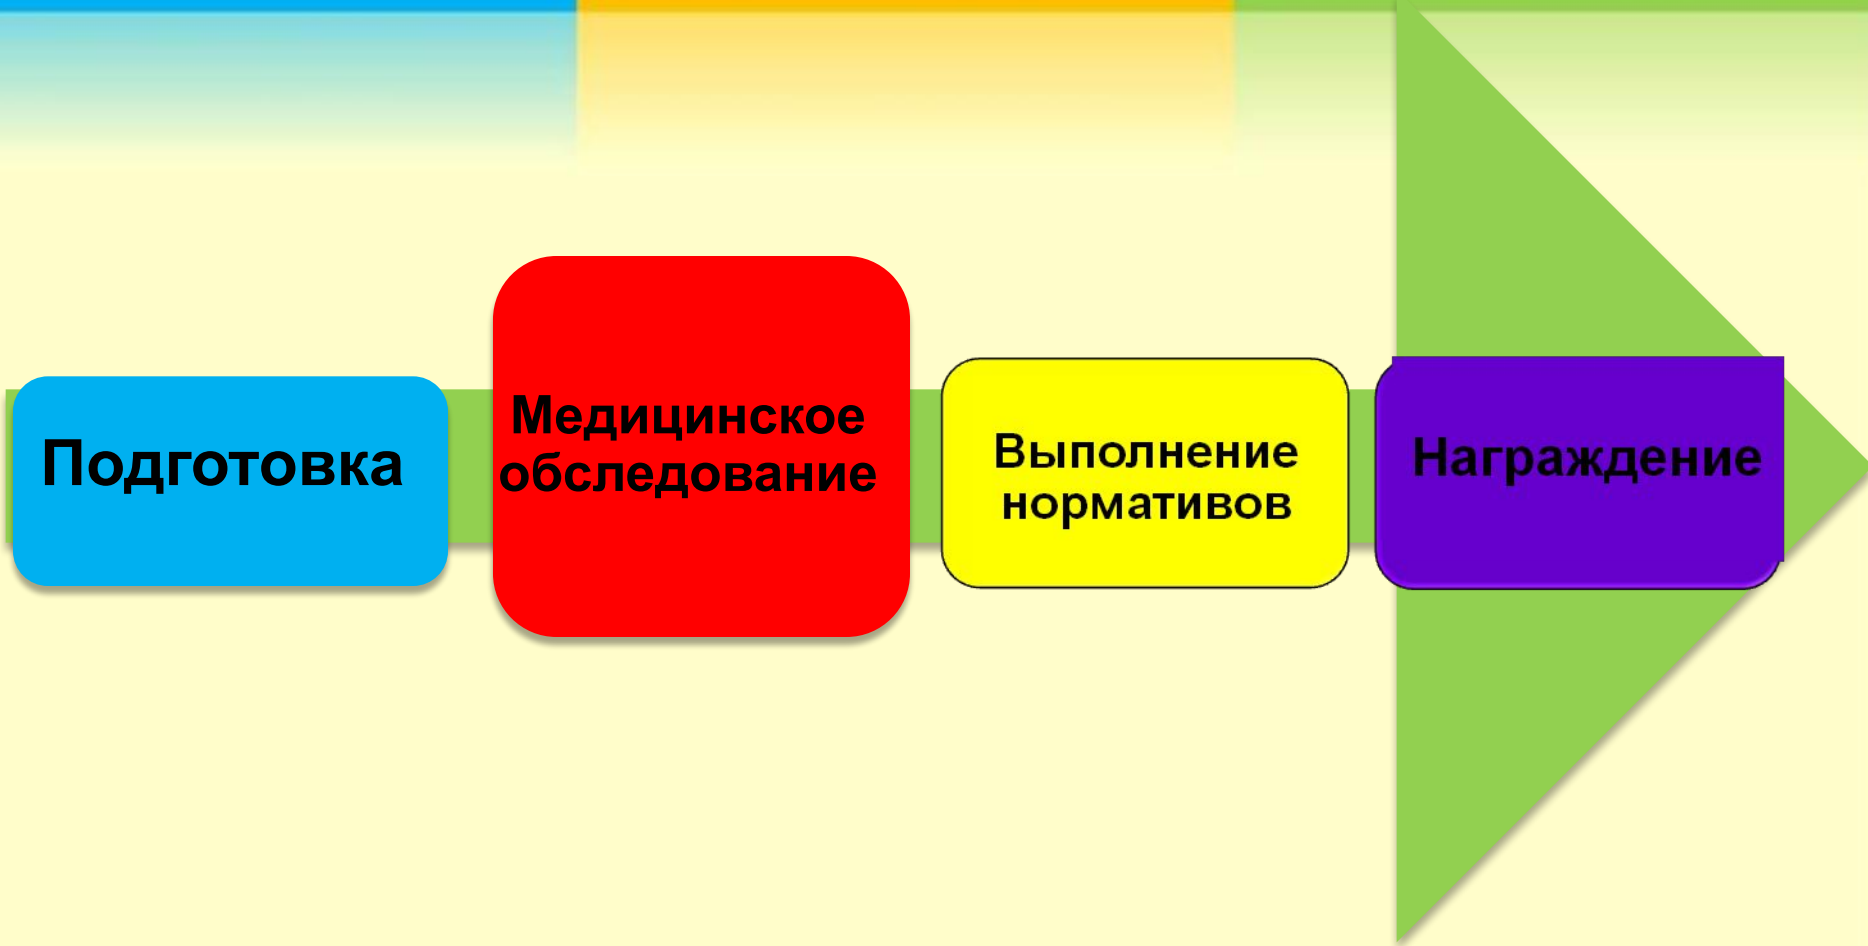 Подготовка
Медицинское
обследование
Выполнение
нормативов
Награждение